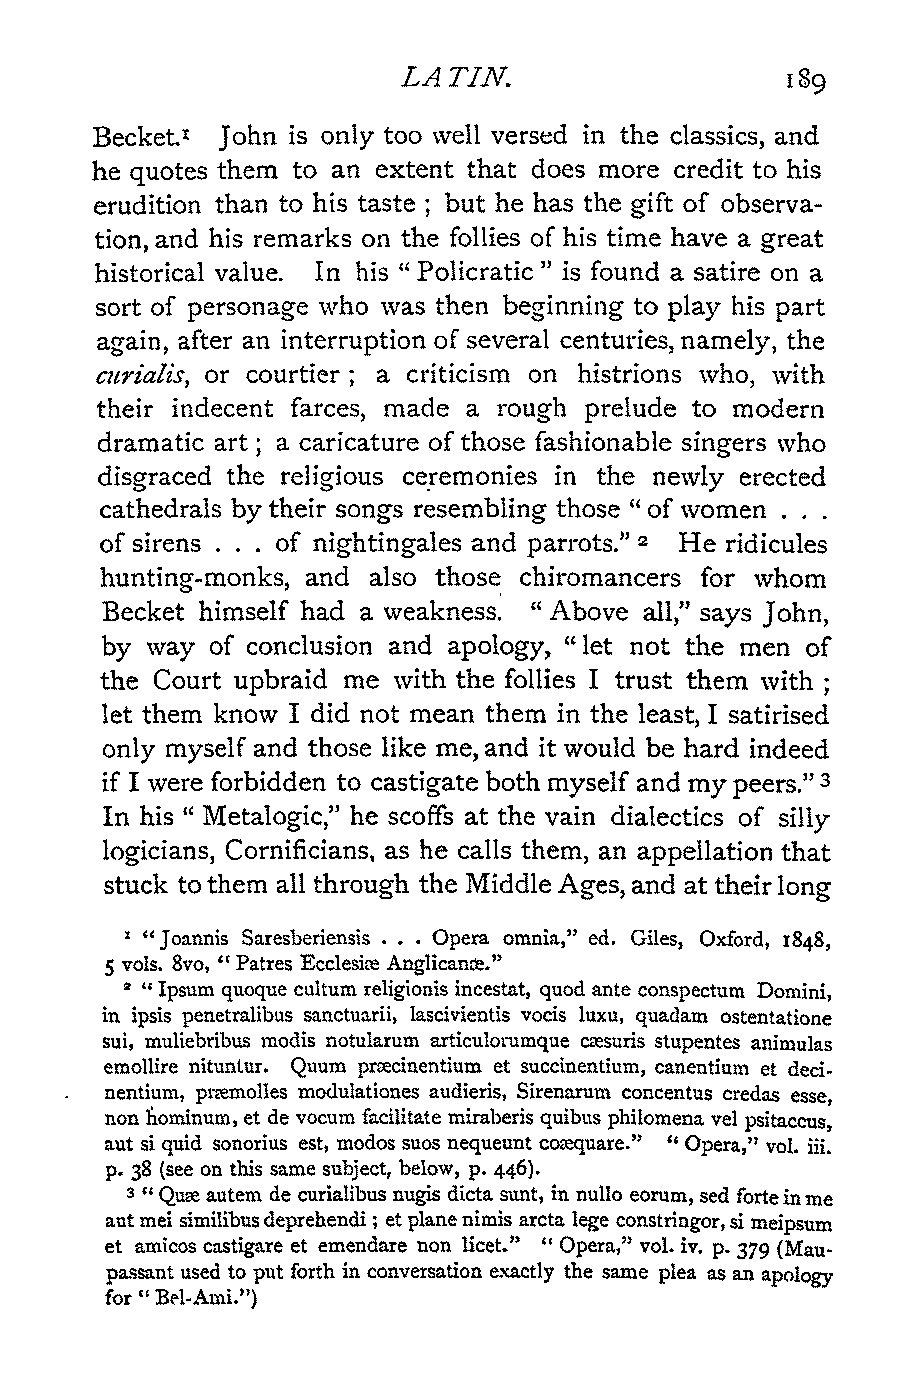 LATIN. 189
Becket.¹ John is only too well versed in the classics, and
he quotes them to an extent that does more credit to his
erudition than to his taste ; but he has the gift of observa-
tion, and his remarks on the follies of his time have a great
historical value. In his “ Policratic ” is found a satire on a
sort of personage who was then beginning to play his part
again, after an interruption of several centuries, namely, the
curialis, or courtier ; a criticism on histrions who, with
their indecent farces, made a rough prelude to modern
dramatic art ; a caricature of those fashionable singers who
disgraced the religious ceremonies in the newly erected
cathedrals by their songs resembling those “ of women . . .
of sirens . . . of nightingales and parrots.” ² He ridicules
hunting-monks, and also those chiromancers for whom
Becket himself had a weakness. “ Above all,” says John,
by way of conclusion and apology, “ let not the men of
the Court upbraid me with the follies I trust them with ;
let them know I did not mean them in the least, I satirised
only myself and those like me, and it would be hard indeed
if I were forbidden to castigate both myself and my peers.” ³
In his “ Metalogic,” he scoffs at the vain dialectics of silly
logicians, Cornificians, as he calls them, an appellation that
stuck to them all through the Middle Ages, and at their long
¹ “Joannis Saresberiensis . . . Opera omnia,” ed. Giles, Oxford, 1848,
5 vols. 8vo, “ Patres Ecclesiæ Anglicanæ.”
² “ Ipsum quoque cultum religionis incestat, quod ante conspectum Domini,
in ipsis penetralibus sanctuarii, lascivientis vocis luxu, quadam ostentatione
sui, muliebribus modis notularum articulorumque cæsuris stupentes animulas
emollire nituntur. Quum præcinentium et succinentium, canentium et deci-
nentium, præmolles modulationes audieris, Sirenarum concentus credas esse,
non hominum, et de vocum facilitate miraberis quibus philomena vel psitaccus,
aut si quid sonorius est, modos suos nequeunt coæquare.” “ Opera,” vol. iii.
p. 38 (see on this same subject, below, p. 446).
³ “ Quæ autem de curialibus nugis dicta sunt, in nullo eorum, sed forte in me
aut mei similibus deprehendi ; et plane nimis arcta lege constringor, si meipsum
et amicos castigare et emendare non licet.” “ Opera,” vol. iv. p. 379 (Mau-
passant used to put forth in conversation exactly the same plea as an apology
for “ Bel-Ami.”)